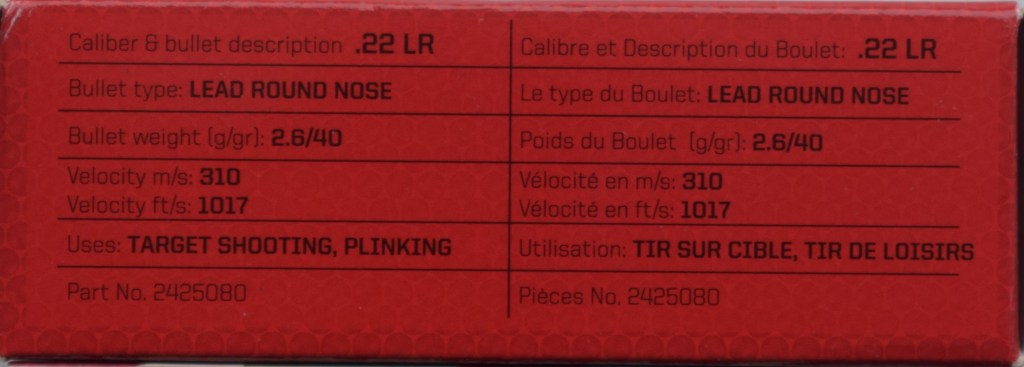 Caliber & bullet description .22 LR
Bullet type: LEAD ROUND NOSE
Bullet weight (g/gr): 2.6/40
Velocity m/s: 310
Velocity ft/s: 1017
Uses: TARGET SHOOTING, PLINKING
Part No. 2425080
Calibre et Description du Boulet: .22 LR
Le type du Boulet: LEAD ROUND NOSE
Poids du Boulet (g/gr): 2.6/40
Vélocité en m/s: 310
Vélocité en ft/s: 1017
Utilisation: TIR SUR CIBLE, TIR DE LOISIRS
Pièces No. 2425080